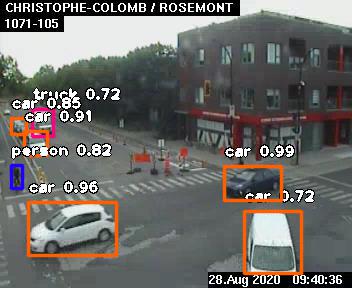 CHRISTOPHE-COLOMB / ROSEMONT
1071-105
truck 0.72
car 0.85
car 0.91
person 0.82
car 0.99
car 0.96
car 0.72
28.Aug 2020 09:40:36